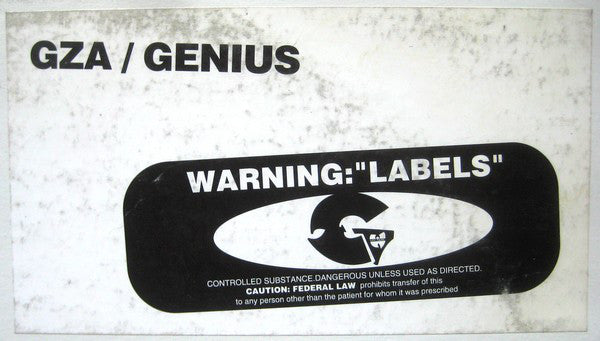 GZA / GENIUS
WARNING:"LABELS"
CONTROLLED SUBSTANCE.DANGEROUS UNLESS USED AS DIRECTED.
CAUTION: FEDERAL LAW prohibits transfer of this
to any person other than the patient for whom it was prescribed